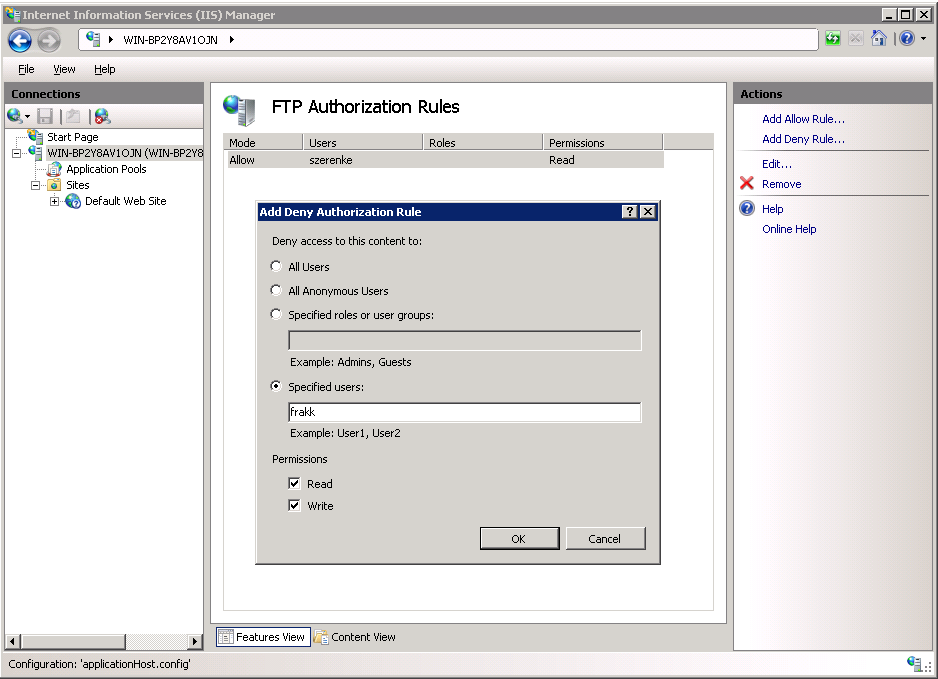 Internet Information Services (IIS) Manager
WIN-BP2Y8AV1OJN
File View Help
Connections
Start Page
WIN-BP2Y8AV1OJN (WIN-BP2Y8
Application Pools
Sites
Default Web Site
FTP Authorization Rules
Mode Users Roles Permissions
Allow szerenke Read
Add Deny Authorization Rule
Deny access to this content to:
All Users
All Anonymous Users
Specified roles or user groups:
Example: Admins, Guests
Specified users:
frakk
Example: User1, User2
Permissions
Read
Write
OK Cancel
Features View Content View
Actions
Add Allow Rule...
Add Deny Rule...
Edit...
Remove
Help
Online Help
Configuration: 'applicationHost.config'